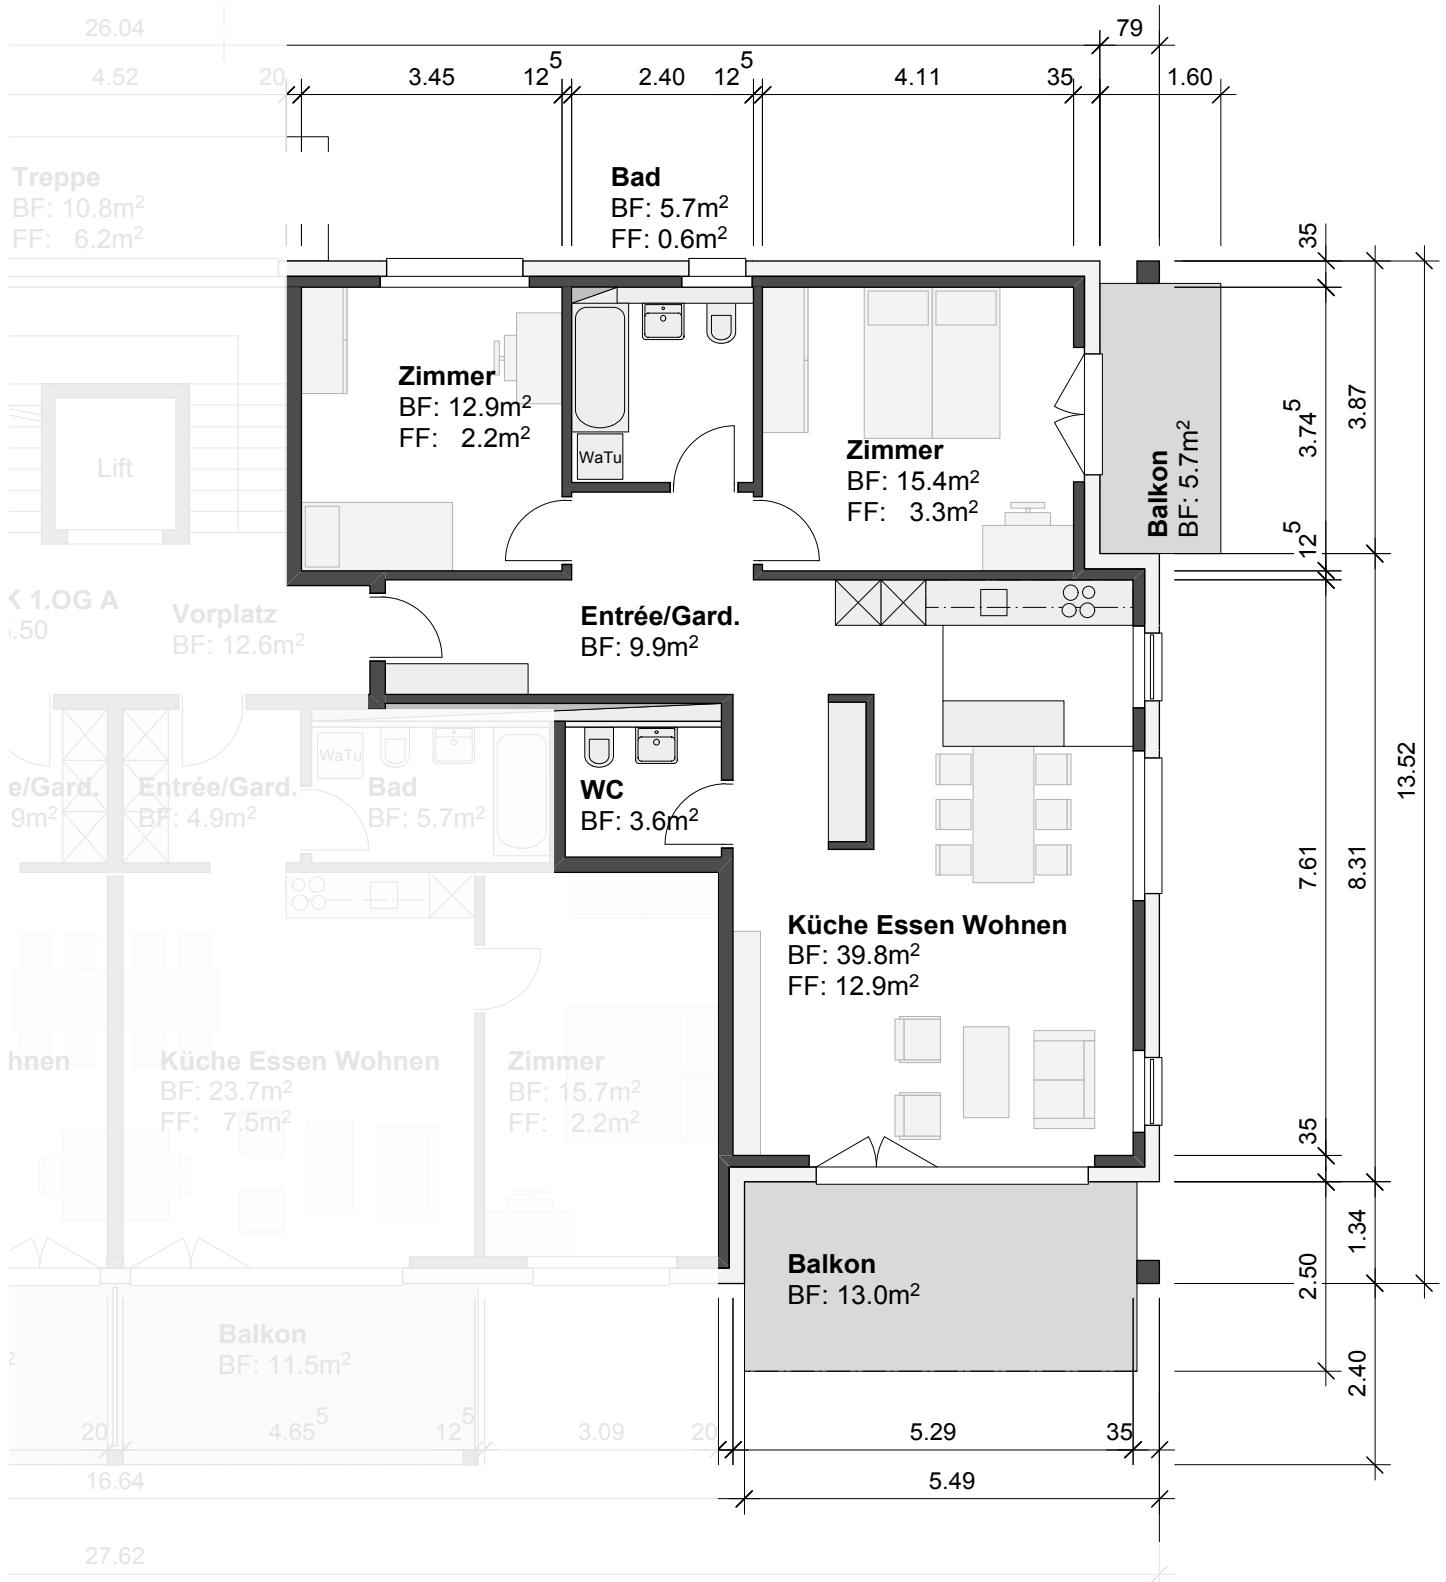 26.04
79
4.52
20
3.45
12⁵
2.40
12⁵
4.11
35
1.60
Treppe
BF: 10.8m²
FF: 6.2m²
Bad
BF: 5.7m²
FF: 0.6m²
35
Zimmer
BF: 12.9m²
FF: 2.2m²
WaTu
Zimmer
BF: 15.4m²
FF: 3.3m²
Balkon
BF: 5.7m²
3.74⁵
3.87
Lift
12⁵
K 1.OG A
.50
Vorplatz
BF: 12.6m²
Entrée/Gard.
BF: 9.9m²
13.52
WaTu
e/Gard.
9m²
Entrée/Gard.
BF: 4.9m²
Bad
BF: 5.7m²
WC
BF: 3.6m²
7.61
8.31
Küche Essen Wohnen
BF: 39.8m²
FF: 12.9m²
hnen
Küche Essen Wohnen
BF: 23.7m²
FF: 7.5m²
Zimmer
BF: 15.7m²
FF: 2.2m²
35
1.34
2.50
Balkon
BF: 13.0m²
Balkon
BF: 11.5m²
2
2.40
20
4.65⁵
12⁵
3.09
20
5.29
35
16.64
5.49
27.62